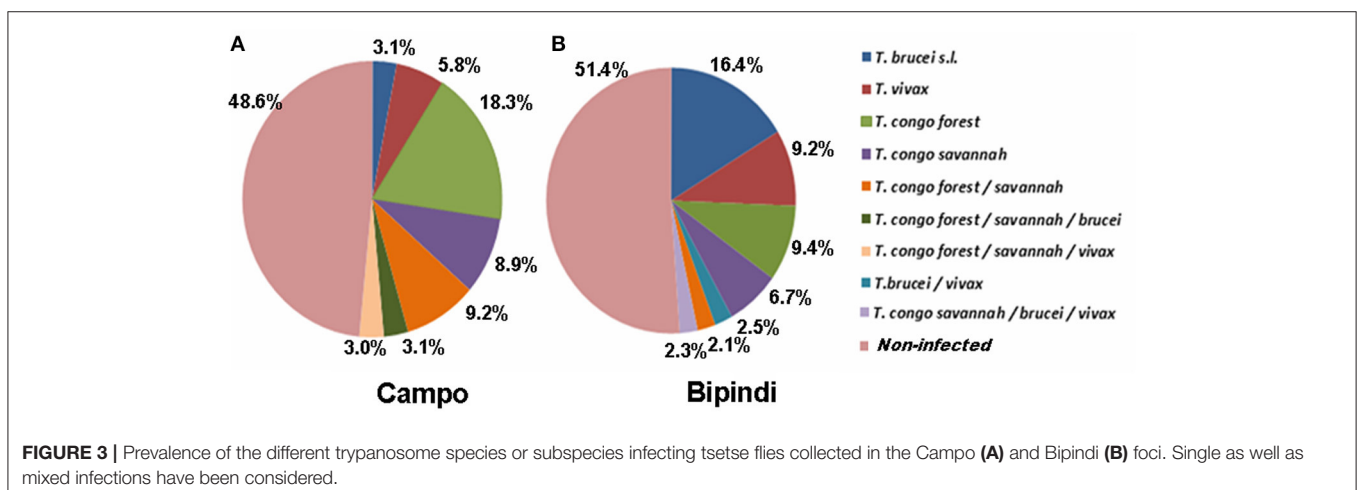 A
3.1%
5.8%
18.3%
8.9%
9.2%
3.1%
3.0%
48.6%
Campo
B
16.4%
9.2%
9.4%
6.7%
2.5%
2.1%
2.3%
51.4%
Bipindi
T. brucei s.l.
T. vivax
T. congo forest
T. congo savannah
T. congo forest / savannah
T. congo forest / savannah / brucei
T. congo forest / savannah / vivax
T.brucei / vivax
T. congo savannah / brucei / vivax
Non-infected
FIGURE 3 | Prevalence of the different trypanosome species or subspecies infecting tsetse flies collected in the Campo (A) and Bipindi (B) foci. Single as well as
mixed infections have been considered.